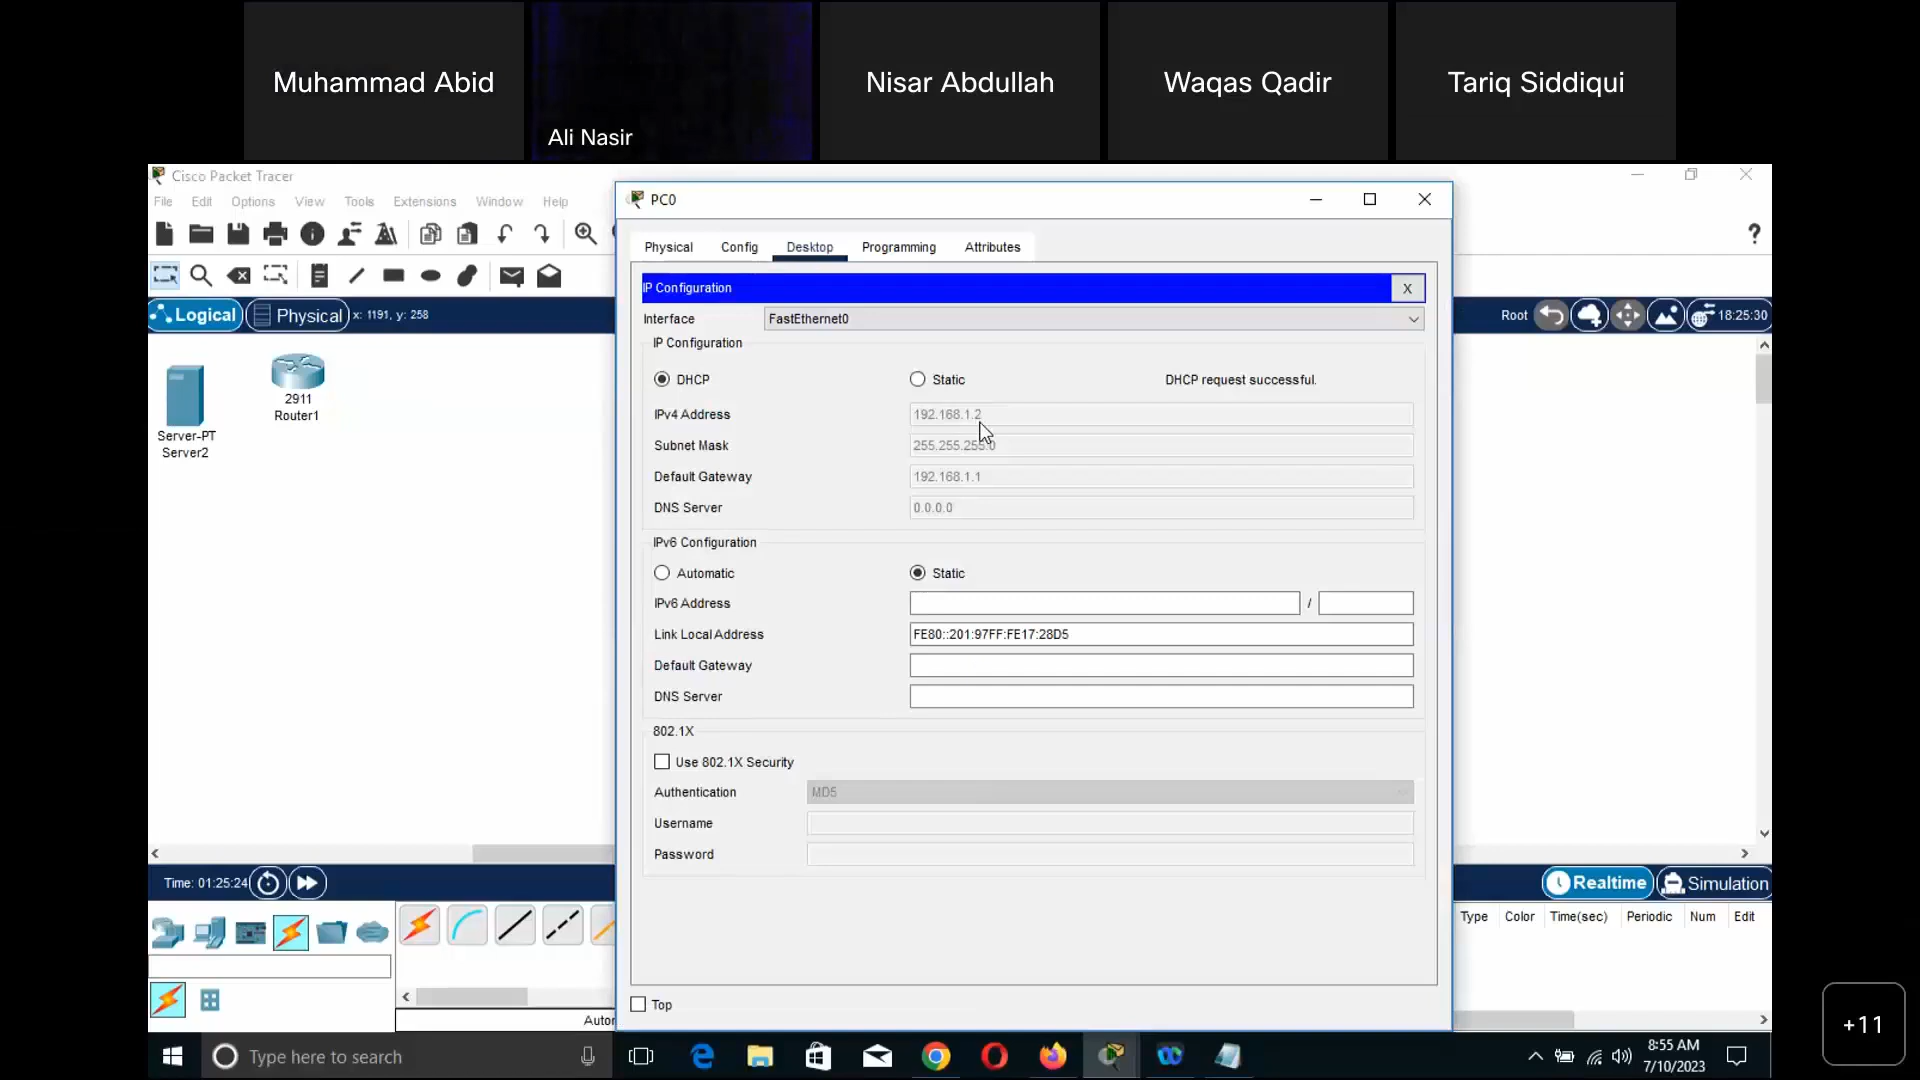 Muhammad Abid
Ali Nasir
Nisar Abdullah
Waqas Qadir
Tariq Siddiqui
Cisco Packet Tracer
File Edit Options View Tools Extensions Window Help
Logical
Physical
x: 1191, y: 258
Root
18:25:30
2911
Router1
Server-PT
Server2
PC0
Physical Config Desktop Programming Attributes
IP Configuration
X
Interface
FastEthernet0
IP Configuration
DHCP
Static
DHCP request successful.
IPv4 Address
192.168.1.2
Subnet Mask
255.255.255.0
Default Gateway
192.168.1.1
DNS Server
0.0.0.0
IPv6 Configuration
Automatic
Static
IPv6 Address
/
Link Local Address
FE80::201:97FF:FE17:28D5
Default Gateway
DNS Server
802.1X
Use 802.1X Security
Authentication
MD5
Username
Password
Top
Time: 01:25:24
Realtime
Simulation
Type Color Time(sec) Periodic Num Edit
Autor
Type here to search
8:55 AM
7/10/2023
+11